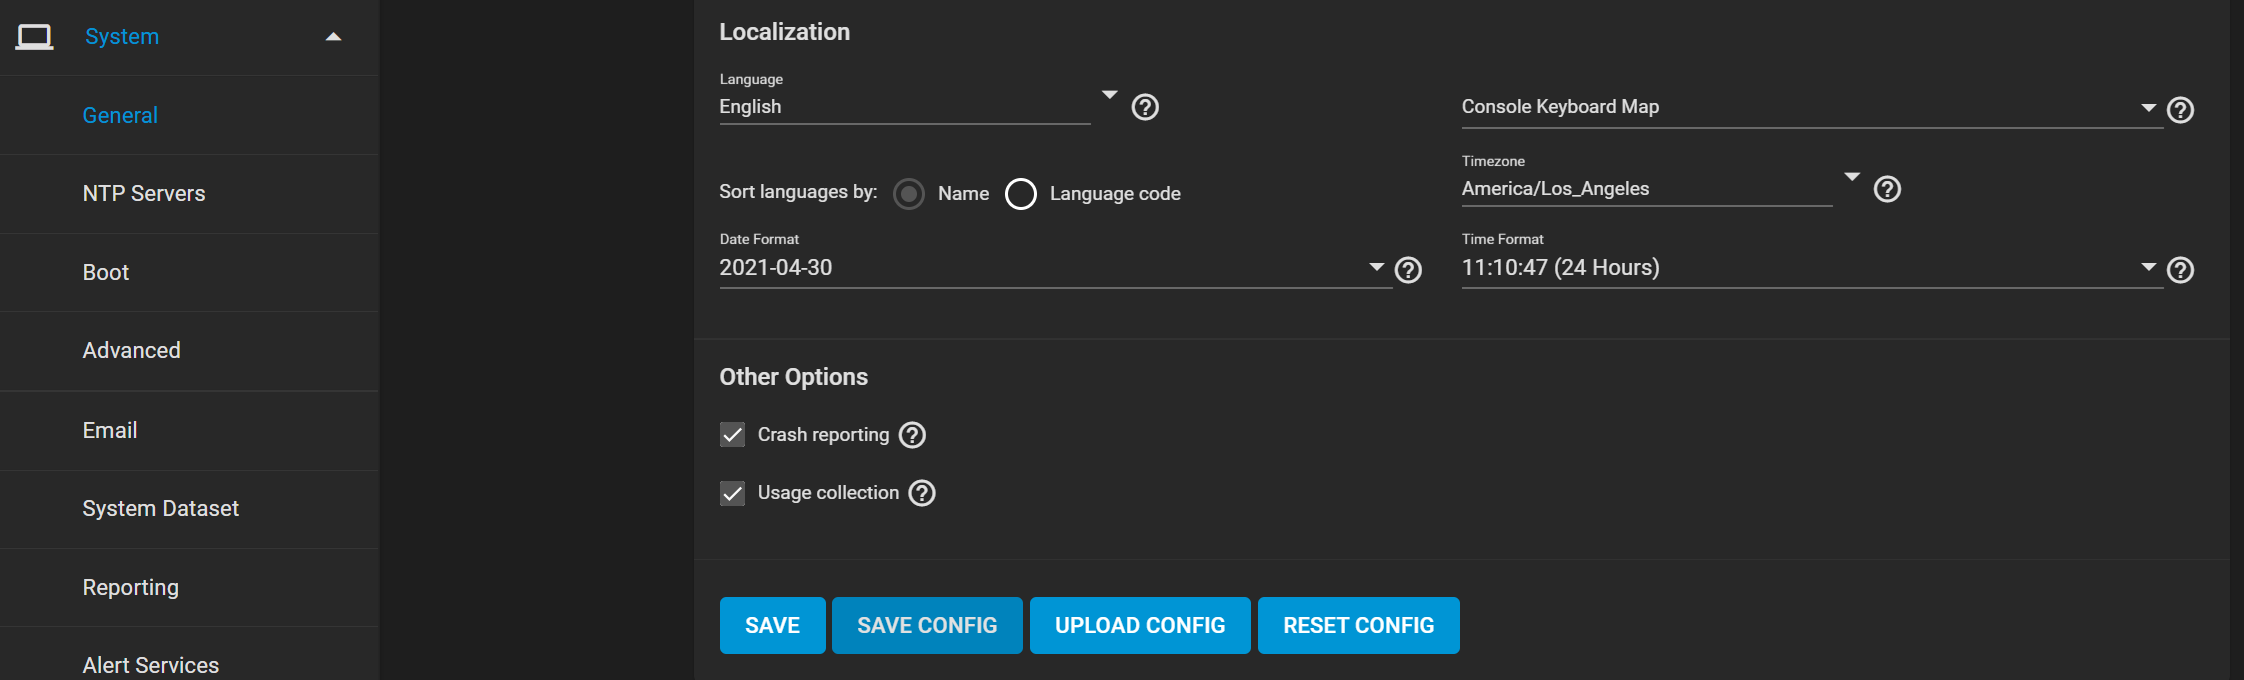 System
General
NTP Servers
Boot
Advanced
Email
System Dataset
Reporting
Alert Services
Localization
Language
English
Console Keyboard Map
Sort languages by: Name Language code
Timezone
America/Los_Angeles
Date Format
2021-04-30
Time Format
11:10:47 (24 Hours)
Other Options
Crash reporting
Usage collection
SAVE SAVE CONFIG UPLOAD CONFIG RESET CONFIG